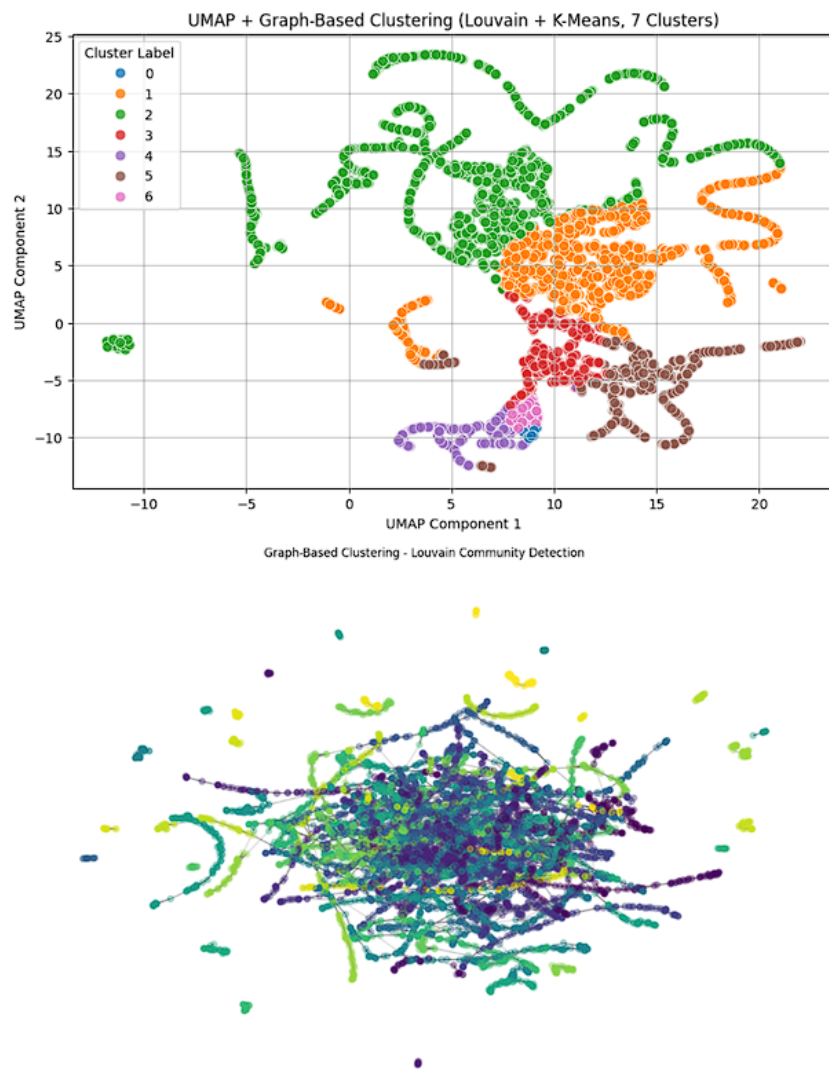 UMAP + Graph-Based Clustering (Louvain + K-Means, 7 Clusters)
Cluster Label
0
1
2
3
4
5
6
25
20
15
10
5
0
−5
−10
UMAP Component 2
−10 −5 0 5 10 15 20
UMAP Component 1
Graph-Based Clustering - Louvain Community Detection